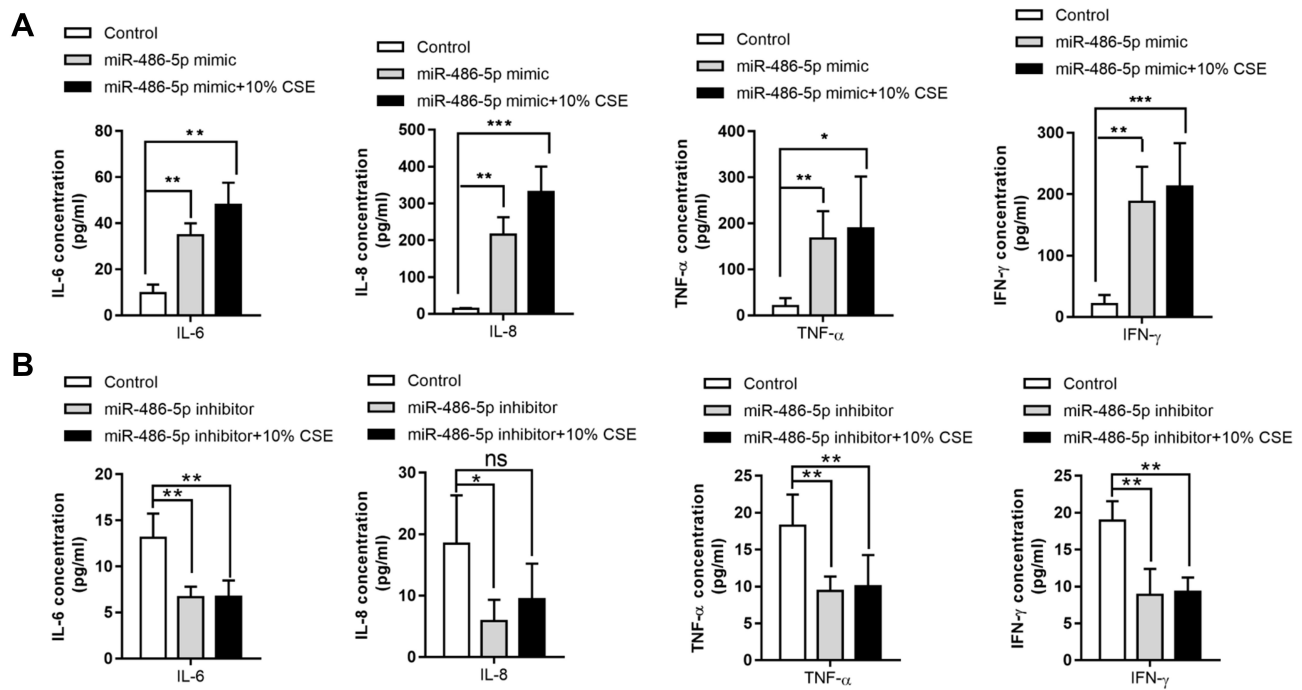 A
Control
miR-486-5p mimic
miR-486-5p mimic+10% CSE
IL-6 concentration
(pg/ml)
80
60
40
20
0
**
**
IL-6
Control
miR-486-5p mimic
miR-486-5p mimic+10% CSE
IL-8 concentration
(pg/ml)
500
400
300
200
100
0
***
**
IL-8
Control
miR-486-5p mimic
miR-486-5p mimic+10% CSE
TNF-α concentration
(pg/ml)
400
300
200
100
0
*
**
TNF-α
Control
miR-486-5p mimic
miR-486-5p mimic+10% CSE
IFN-γ concentration
(pg/ml)
300
200
100
0
***
**
IFN-γ
B
Control
miR-486-5p inhibitor
miR-486-5p inhibitor+10% CSE
IL-6 concentration
(pg/ml)
20
15
10
5
0
**
**
IL-6
Control
miR-486-5p inhibitor
miR-486-5p inhibitor+10% CSE
IL-8 concentration
(pg/ml)
30
20
10
0
ns
*
IL-8
Control
miR-486-5p inhibitor
miR-486-5p inhibitor+10% CSE
TNF-α concentration
(pg/ml)
25
20
15
10
5
0
**
**
TNF-α
Control
miR-486-5p inhibitor
miR-486-5p inhibitor+10% CSE
IFN-γ concentration
(pg/ml)
25
20
15
10
5
0
**
**
IFN-γ